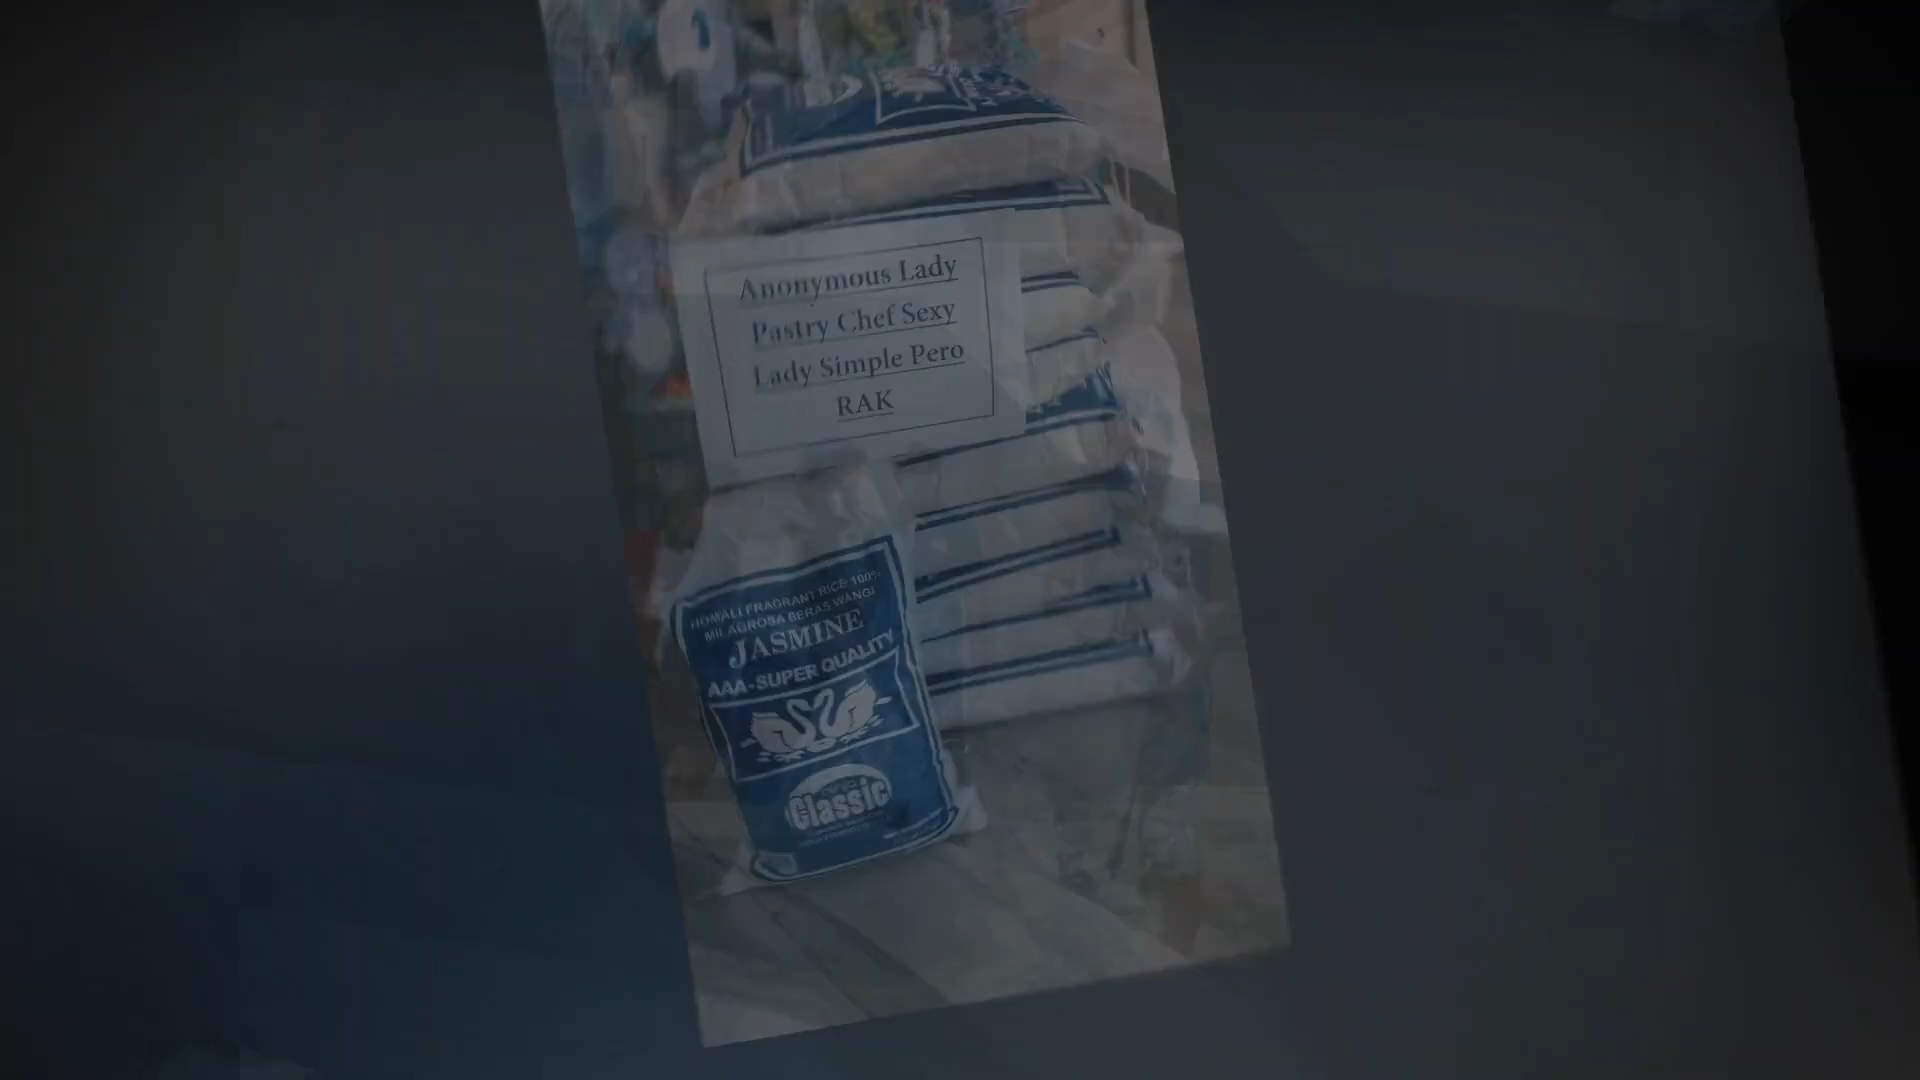 Anonymous Lady
Pastry Chef Sexy
Lady Simple Pero
RAK
HOMALI FRAGRANT RICE 100%
MILAGROSA BERAS WANGI
JASMINE
AAA-SUPER QUALITY
Classic